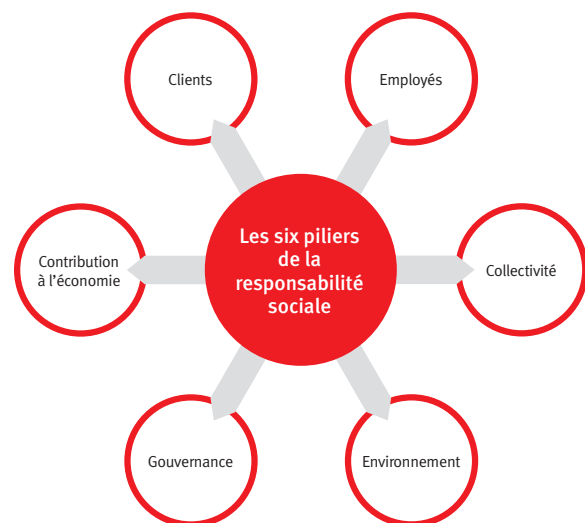 Clients
Employés
Les six piliers
de la
responsabilité
sociale
Contribution
à l'économie
Collectivité
Gouvernance
Environnement